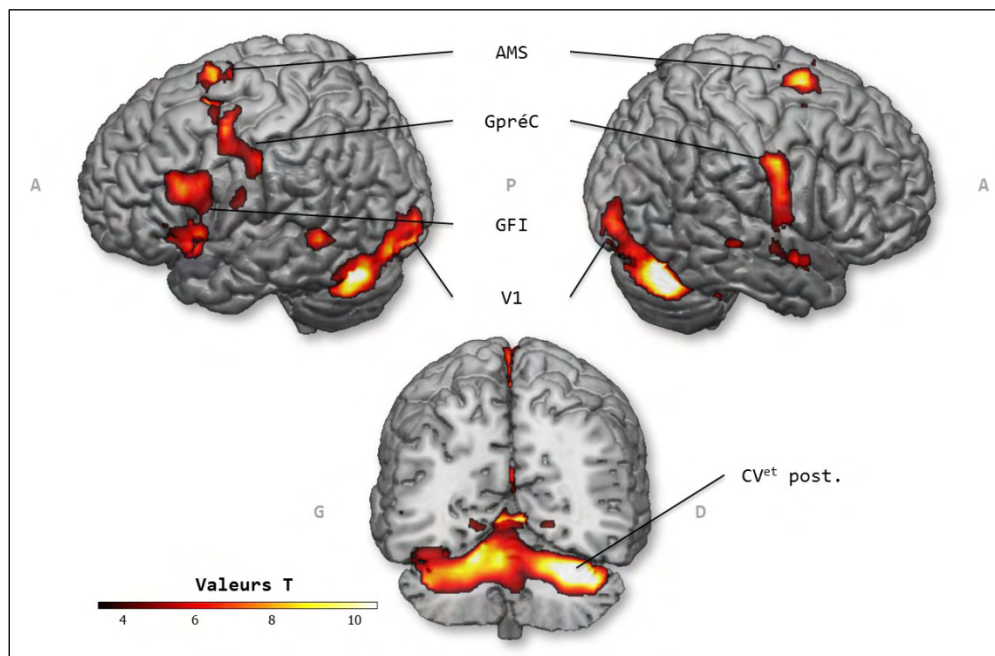 AMS
GpréC
A
P
A
GFI
V1
CVet post.
G
D
Valeurs T
4 6 8 10